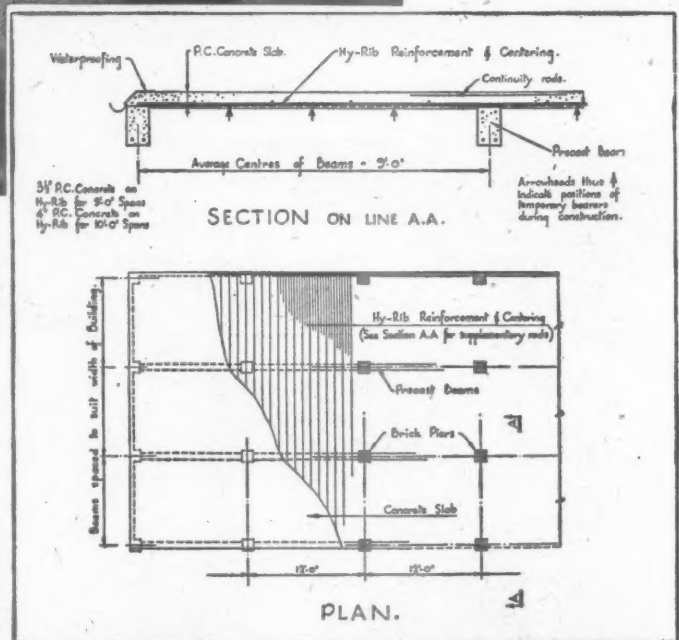 Waterproofing
P.C. Concrete Slab.
Hy-Rib Reinforcement & Centering.
Continuity rods.
Average Centres of Beams - 9'-0"
Precast Beam
3½" P.C. Concrete on
Hy-Rib for 9'-0" Spans
4" P.C. Concrete on
Hy-Rib for 10'-0" Spans
Arrowheads thus
Indicate positions of
temporary bearers
during construction.
SECTION ON LINE A.A.
Beams spaced to suit width of Building.
Hy-Rib Reinforcement & Centering
(See Section A.A for supplementary rods)
Precast Beams
A
Brick Piers
Concrete Slab
12'-0"
12'-0"
A
PLAN.